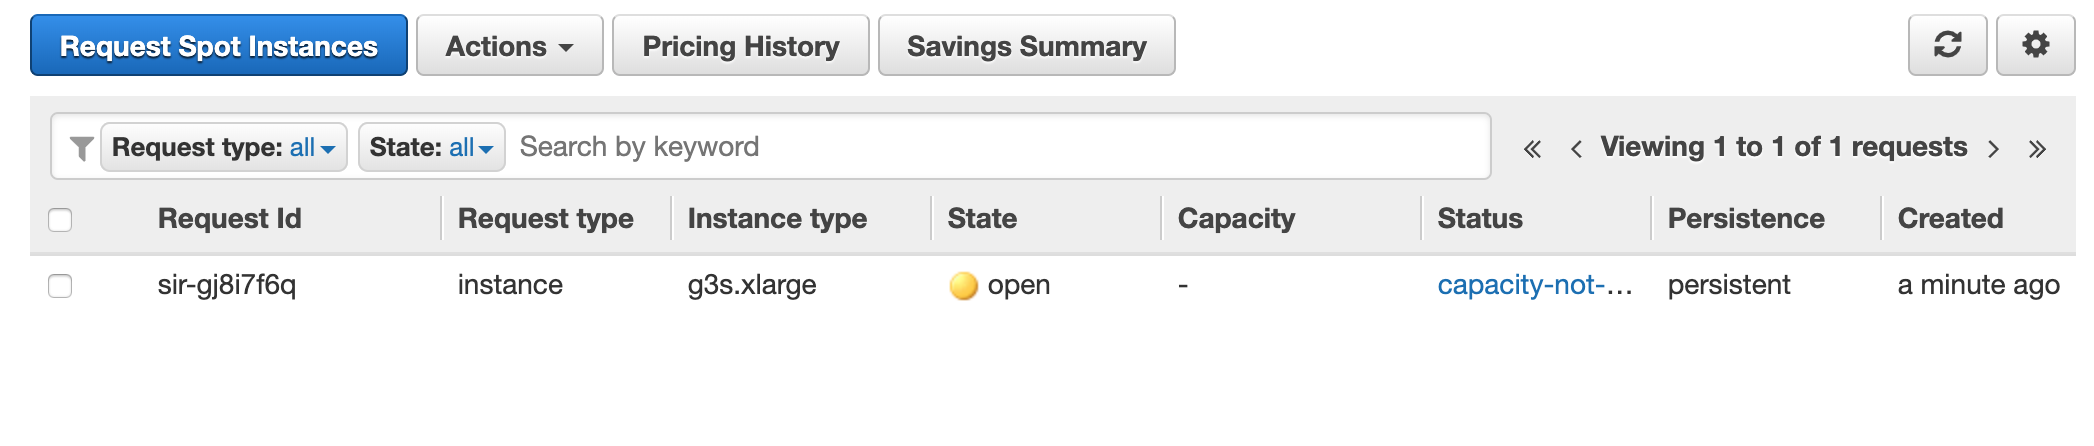 Request Spot Instances Actions Pricing History Savings Summary
Request type: all State: all Search by keyword « < Viewing 1 to 1 of 1 requests > »
Request Id Request type Instance type State Capacity Status Persistence Created
sir-gj8i7f6q instance g3s.xlarge open - capacity-not-... persistent a minute ago